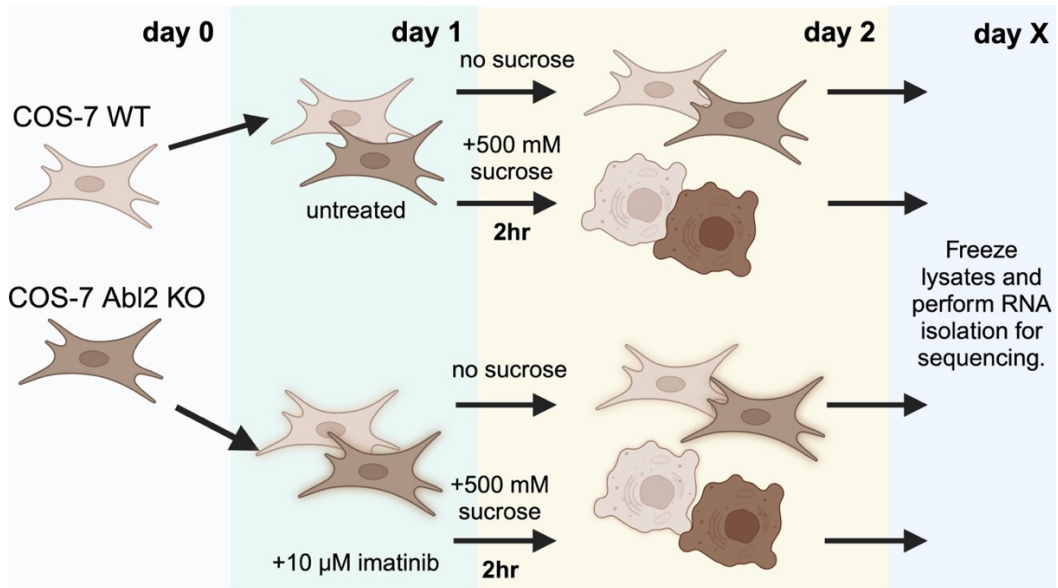 day 0
day 1
day 2
day X
COS-7 WT
COS-7 Abl2 KO
untreated
no sucrose
+500 mM
sucrose
2hr
+10 µM imatinib
no sucrose
+500 mM
sucrose
2hr
Freeze
lysates and
perform RNA
isolation for
sequencing.